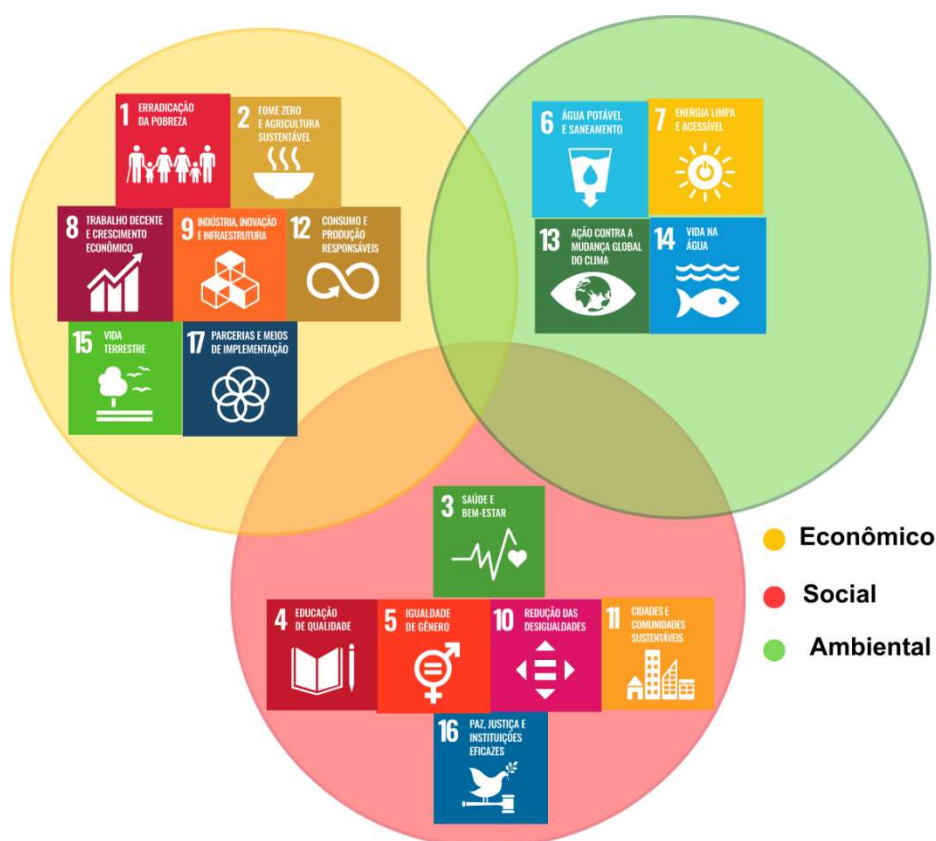 1 ERRADICAÇÃO
DA POBREZA
2 FOME ZERO
E AGRICULTURA
SUSTENTÁVEL
8 TRABALHO DECENTE
E CRESCIMENTO
ECONÔMICO
9 INDÚSTRIA, INOVAÇÃO
E INFRAESTRUTURA
12 CONSUMO E
PRODUÇÃO
RESPONSÁVEIS
15 VIDA
TERRESTRE
17 PARCERIAS E MEIOS
DE IMPLEMENTAÇÃO
6 ÁGUA POTÁVEL
E SANEAMENTO
7 ENERGIA LIMPA
E ACESSÍVEL
13 AÇÃO CONTRA A
MUDANÇA GLOBAL
DO CLIMA
14 VIDA NA
ÁGUA
3 SAÚDE E
BEM-ESTAR
4 EDUCAÇÃO
DE QUALIDADE
5 IGUALDADE
DE GÊNERO
10 REDUÇÃO DAS
DESIGUALDADES
11 CIDADES E
COMUNIDADES
SUSTENTÁVEIS
16 PAZ, JUSTIÇA E
INSTITUIÇÕES
EFICAZES
Econômico
Social
Ambiental